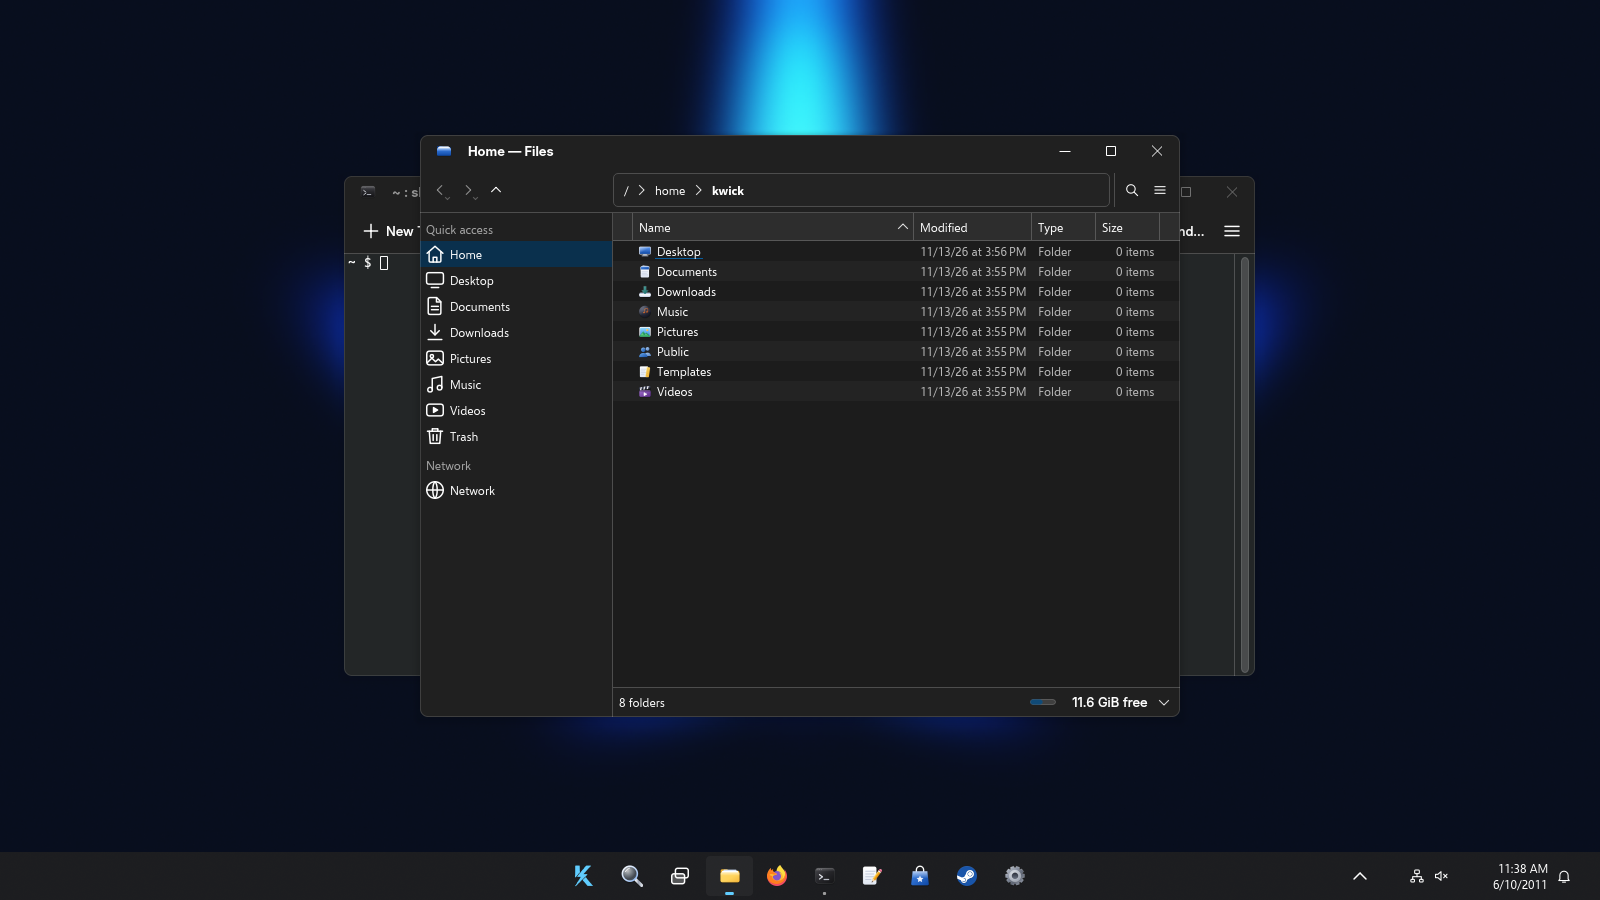 Home — Files
~ : s
/ home kwick
New
nd...
~ $
Quick access
Home
Desktop
Documents
Downloads
Pictures
Music
Videos
Trash
Network
Network
Name Modified Type Size
Desktop 11/13/26 at 3:56 PM Folder 0 items
Documents 11/13/26 at 3:55 PM Folder 0 items
Downloads 11/13/26 at 3:55 PM Folder 0 items
Music 11/13/26 at 3:55 PM Folder 0 items
Pictures 11/13/26 at 3:55 PM Folder 0 items
Public 11/13/26 at 3:55 PM Folder 0 items
Templates 11/13/26 at 3:55 PM Folder 0 items
Videos 11/13/26 at 3:55 PM Folder 0 items
8 folders 11.6 GiB free
11:38 AM
6/10/2011